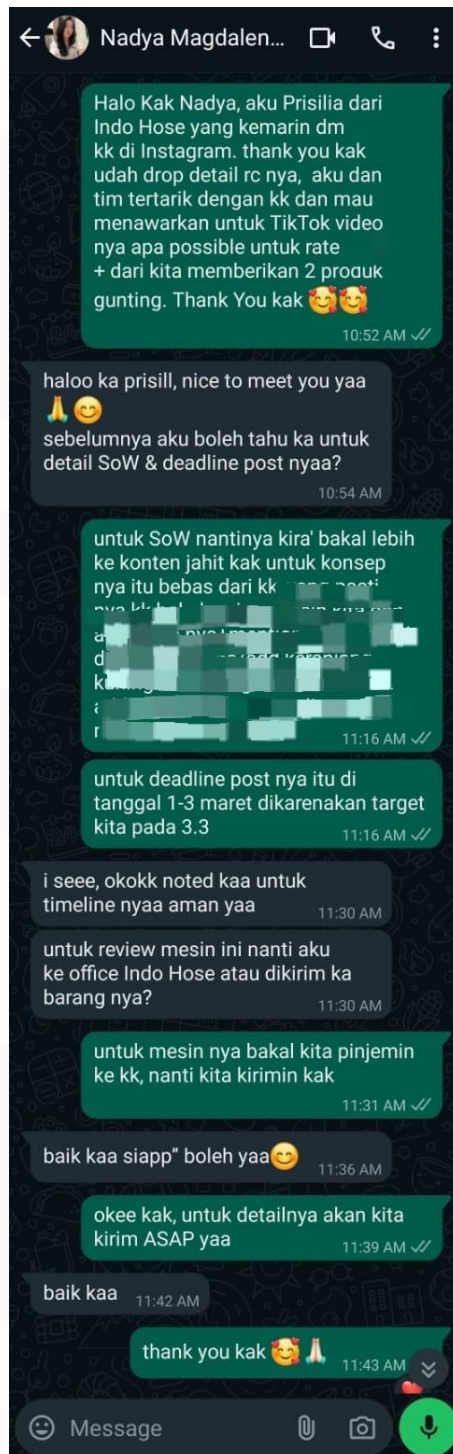 Nadya Magdalen...
Halo Kak Nadya, aku Prisilia dari
Indo Hose yang kemarin dm
kk di Instagram. thank you kak
udah drop detail rc nya, aku dan
tim tertarik dengan kk dan mau
menawarkan untuk TikTok video
nya apa possible untuk rate
+ dari kita memberikan 2 produk
gunting. Thank You kak 🥰🥰
10:52 AM
haloo ka prisill, nice to meet you yaa
🙏😊
sebelumnya aku boleh tahu ka untuk
detail SoW & deadline post nyaa?
10:54 AM
untuk SoW nantinya kira' bakal lebih
ke konten jahit kak untuk konsep
nya itu bebas dari kk
11:16 AM
untuk deadline post nya itu di
tanggal 1-3 maret dikarenakan target
kita pada 3.3
11:16 AM
i seee, okokk noted kaa untuk
timeline nyaa aman yaa
11:30 AM
untuk review mesin ini nanti aku
ke office Indo Hose atau dikirim ka
barang nya?
11:30 AM
untuk mesin nya bakal kita pinjemin
ke kk, nanti kita kirimin kak
11:31 AM
baik kaa siapp" boleh yaa😊
11:36 AM
okee kak, untuk detailnya akan kita
kirim ASAP yaa
11:39 AM
baik kaa
11:42 AM
thank you kak 🥰🙏🏻
11:43 AM
Message